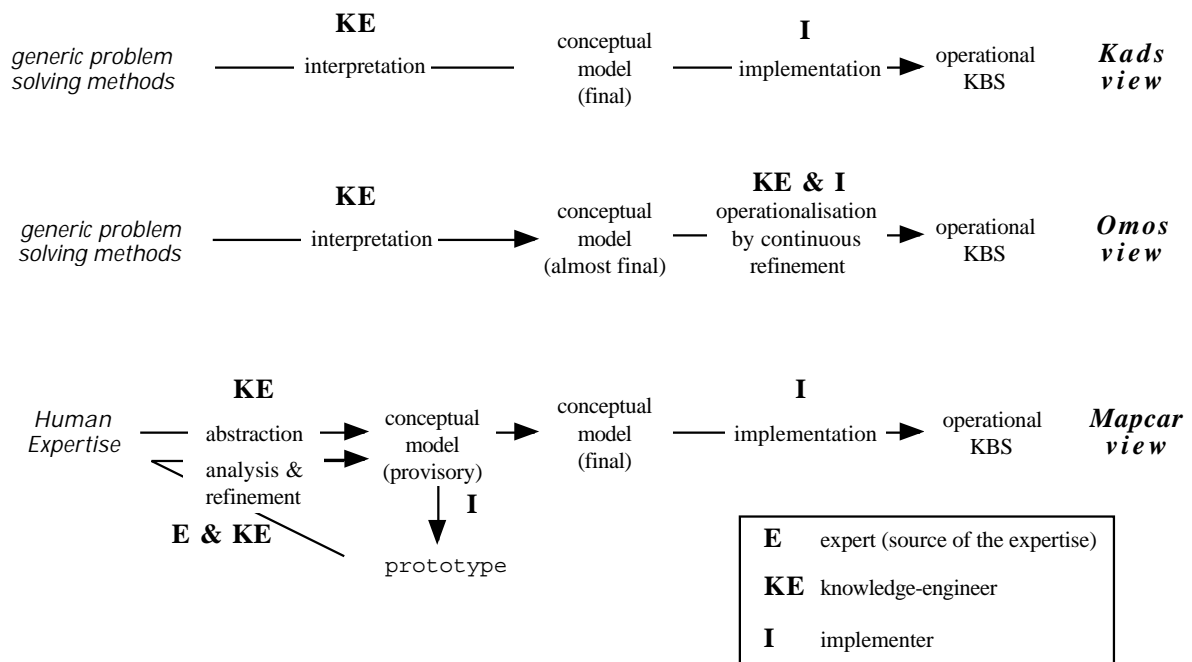 KE
I
generic problem
solving methods
interpretation
conceptual
model
(final)
implementation
operational
KBS
Kads
view
KE
KE & I
generic problem
solving methods
interpretation
conceptual
model
(almost final)
operationalisation
by continuous
refinement
operational
KBS
Omos
view
KE
I
Human
Expertise
abstraction
analysis &
refinement
E & KE
conceptual
model
(provisory)
I
prototype
conceptual
model
(final)
implementation
operational
KBS
Mapcar
view
E expert (source of the expertise)
KE knowledge-engineer
I implementer